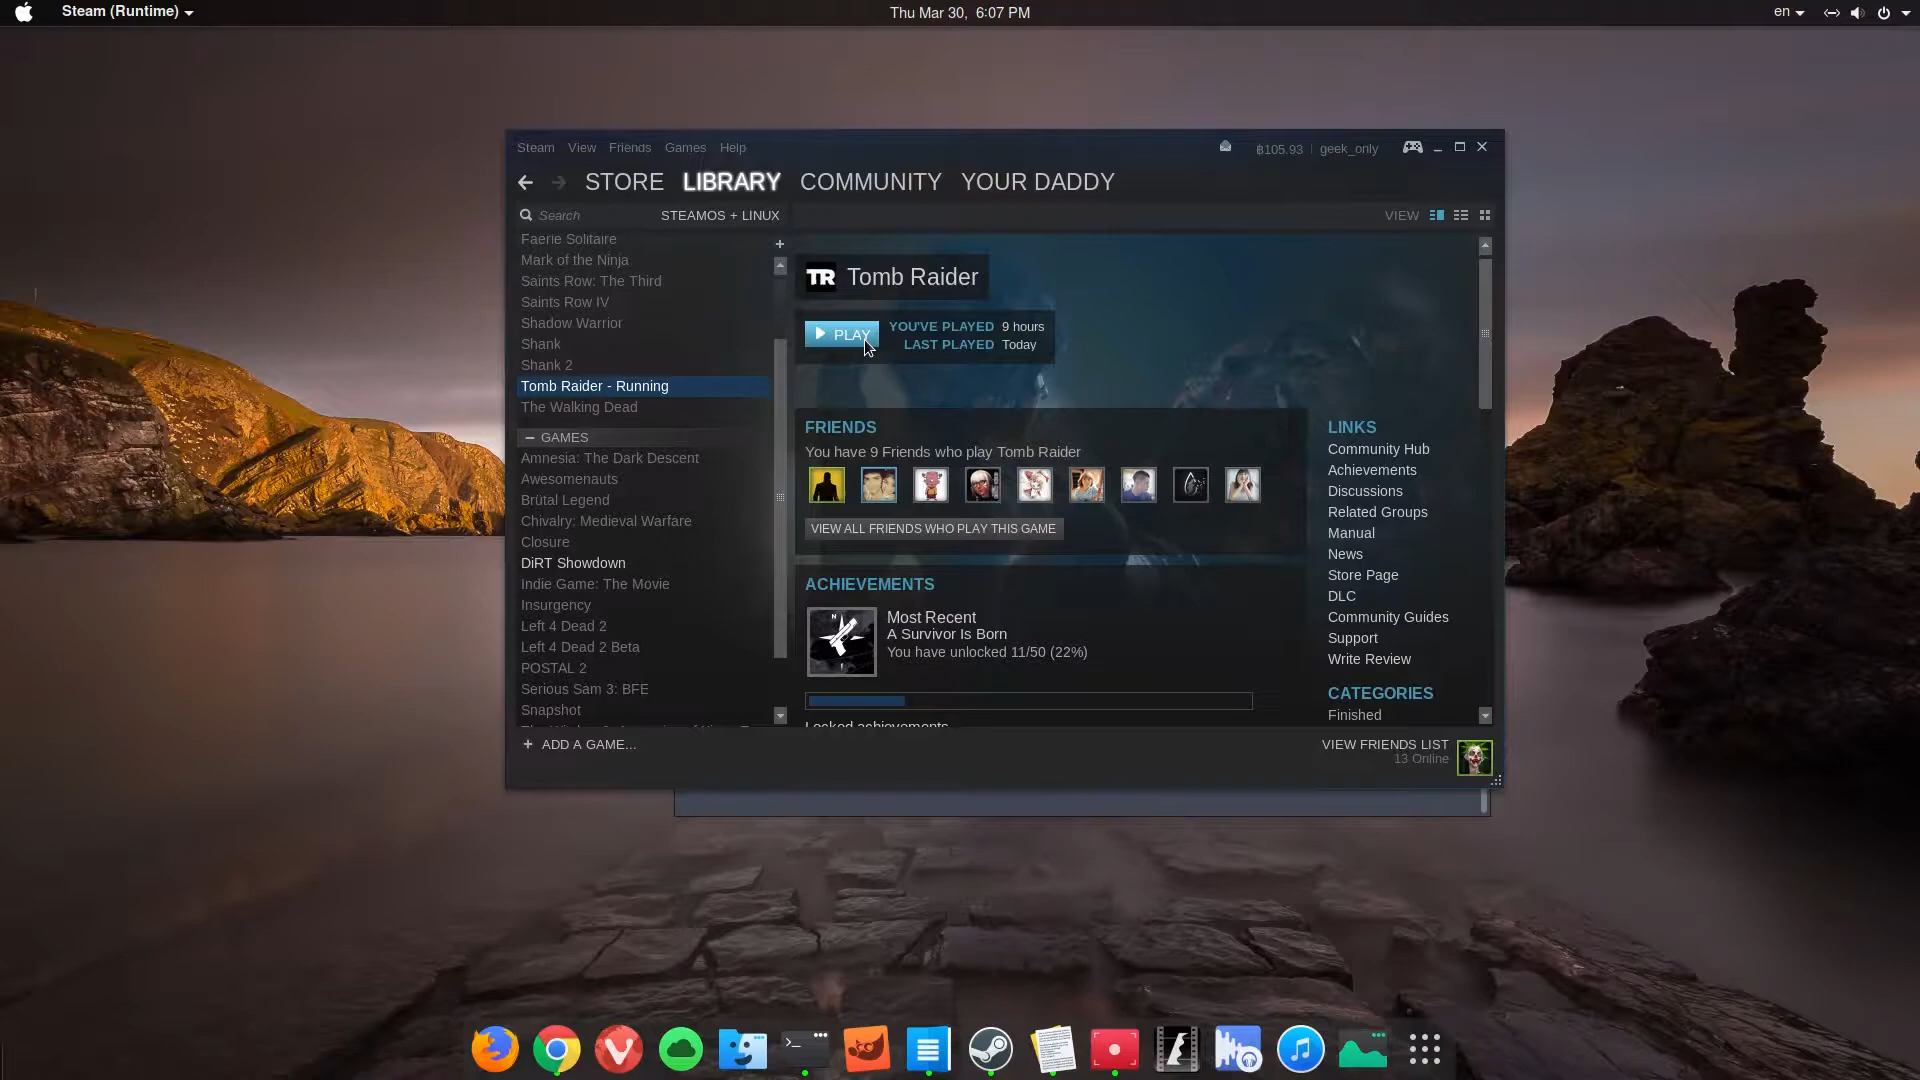 Steam (Runtime)
Thu Mar 30, 6:07 PM
en
Steam View Friends Games Help
฿105.93 | geek_only
STORE LIBRARY COMMUNITY YOUR DADDY
Search
STEAMOS + LINUX
VIEW
Faerie Solitaire
Mark of the Ninja
Saints Row: The Third
Saints Row IV
Shadow Warrior
Shank
Shank 2
Tomb Raider - Running
The Walking Dead
GAMES
Amnesia: The Dark Descent
Awesomenauts
Brütal Legend
Chivalry: Medieval Warfare
Closure
DiRT Showdown
Indie Game: The Movie
Insurgency
Left 4 Dead 2
Left 4 Dead 2 Beta
POSTAL 2
Serious Sam 3: BFE
Snapshot
+ ADD A GAME...
TR Tomb Raider
PLAY
YOU'VE PLAYED 9 hours
LAST PLAYED Today
FRIENDS
You have 9 Friends who play Tomb Raider
VIEW ALL FRIENDS WHO PLAY THIS GAME
ACHIEVEMENTS
Most Recent
A Survivor Is Born
You have unlocked 11/50 (22%)
Locked achievements
LINKS
Community Hub
Achievements
Discussions
Related Groups
Manual
News
Store Page
DLC
Community Guides
Support
Write Review
CATEGORIES
Finished
VIEW FRIENDS LIST
13 Online